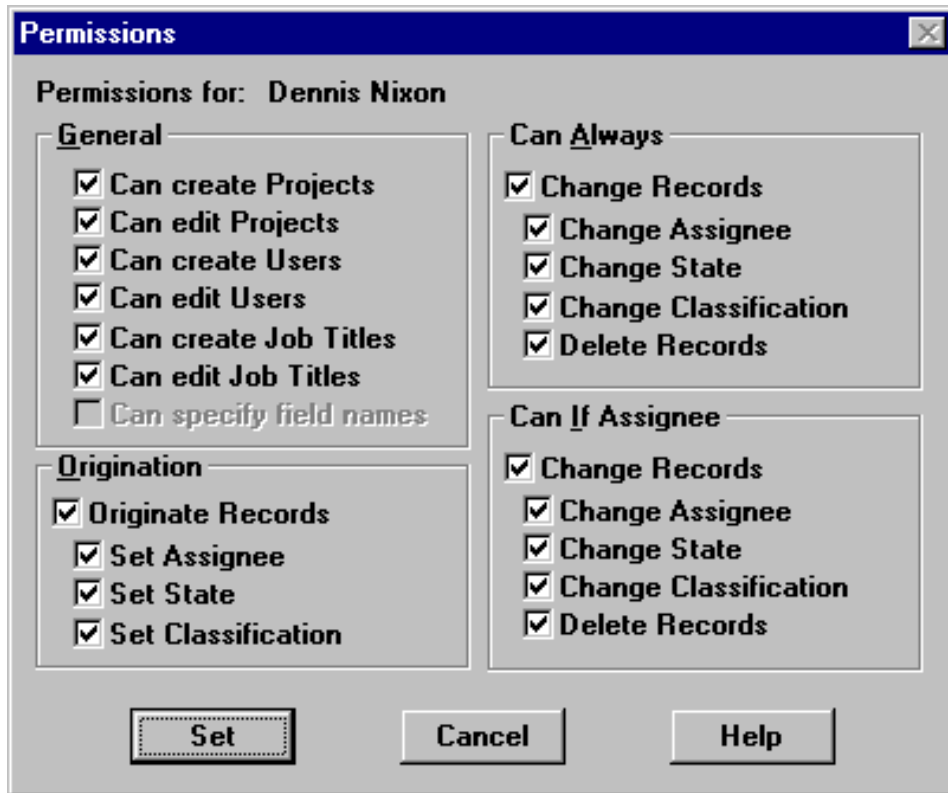 Permissions
Permissions for: Dennis Nixon
General
Can create Projects
Can edit Projects
Can create Users
Can edit Users
Can create Job Titles
Can edit Job Titles
Can specify field names
Origination
Originate Records
Set Assignee
Set State
Set Classification
Can Always
Change Records
Change Assignee
Change State
Change Classification
Delete Records
Can If Assignee
Change Records
Change Assignee
Change State
Change Classification
Delete Records
Set
Cancel
Help